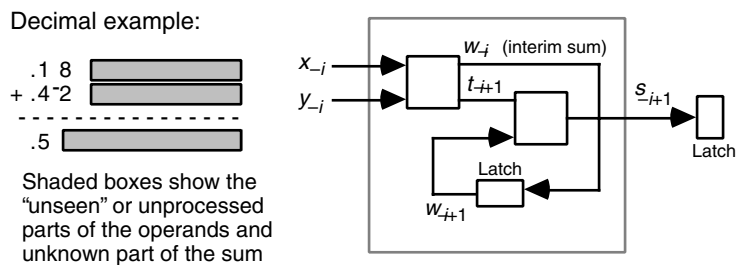 Decimal example:
.1 8
+ .4 -2
.5
Shaded boxes show the
“unseen” or unprocessed
parts of the operands and
unknown part of the sum
x–i
y–i
w–i (interim sum)
t–i+1
s–i+1
Latch
Latch
w–i+1